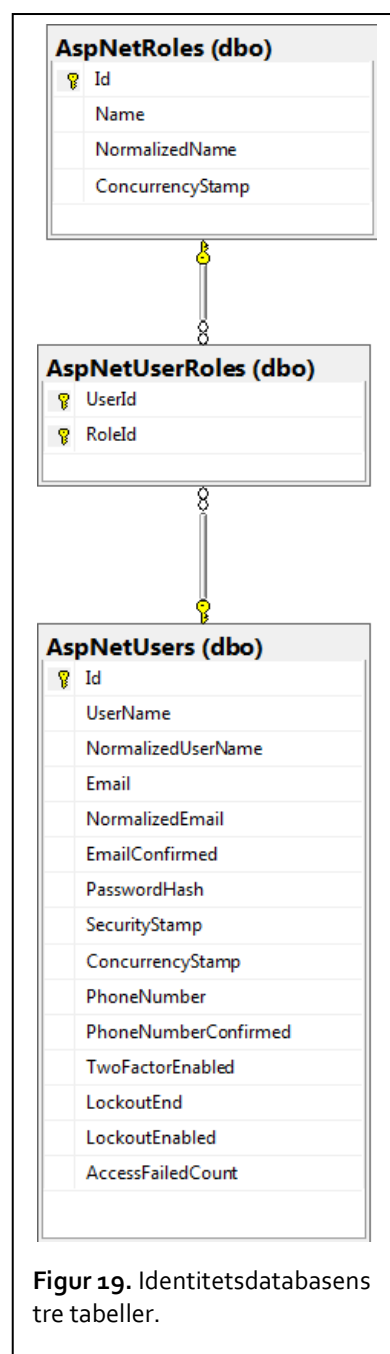 AspNetRoles (dbo)
Id
Name
NormalizedName
ConcurrencyStamp
AspNetUserRoles (dbo)
UserId
RoleId
AspNetUsers (dbo)
Id
UserName
NormalizedUserName
Email
NormalizedEmail
EmailConfirmed
PasswordHash
SecurityStamp
ConcurrencyStamp
PhoneNumber
PhoneNumberConfirmed
TwoFactorEnabled
LockoutEnd
LockoutEnabled
AccessFailedCount
Figur 19. Identitetsdatabasens
tre tabeller.